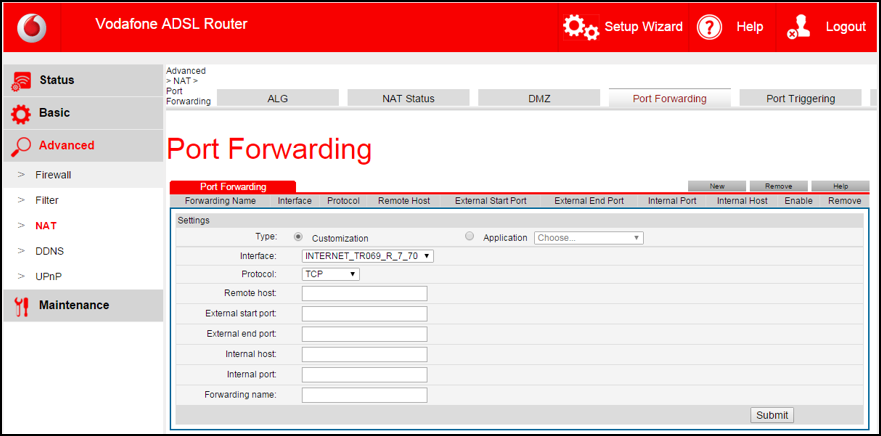 Vodafone ADSL Router
Setup Wizard
Help
Logout
Status
Basic
Advanced
> Firewall
> Filter
> NAT
> DDNS
> UPnP
Maintenance
Advanced
> NAT >
Port
Forwarding
ALG
NAT Status
DMZ
Port Forwarding
Port Triggering
Port Forwarding
Port Forwarding
New
Remove
Help
Forwarding Name Interface Protocol Remote Host External Start Port External End Port Internal Port Internal Host Enable Remove
Settings
Type: Customization Application Choose...
Interface: INTERNET_TR069_R_7_70
Protocol: TCP
Remote host:
External start port:
External end port:
Internal host:
Internal port:
Forwarding name:
Submit